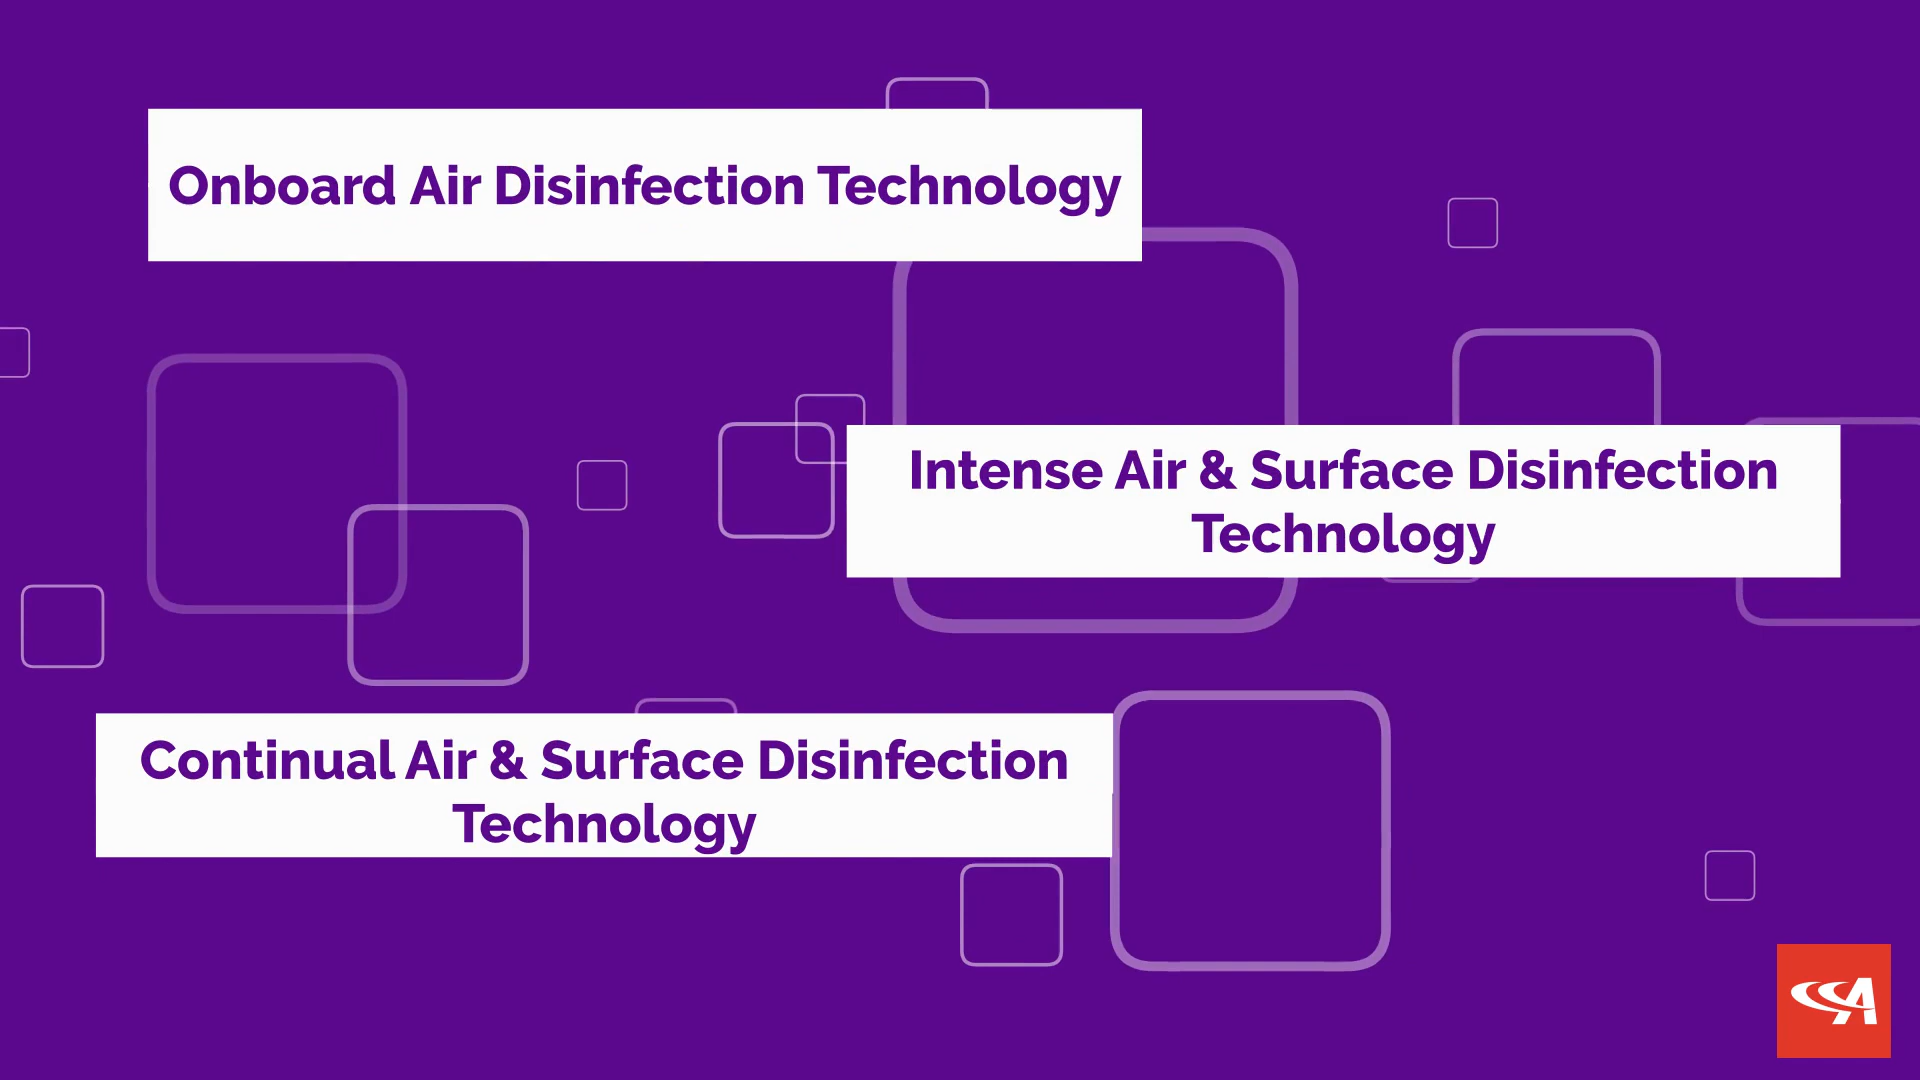 Onboard Air Disinfection Technology
Intense Air & Surface Disinfection
Technology
Continual Air & Surface Disinfection
Technology